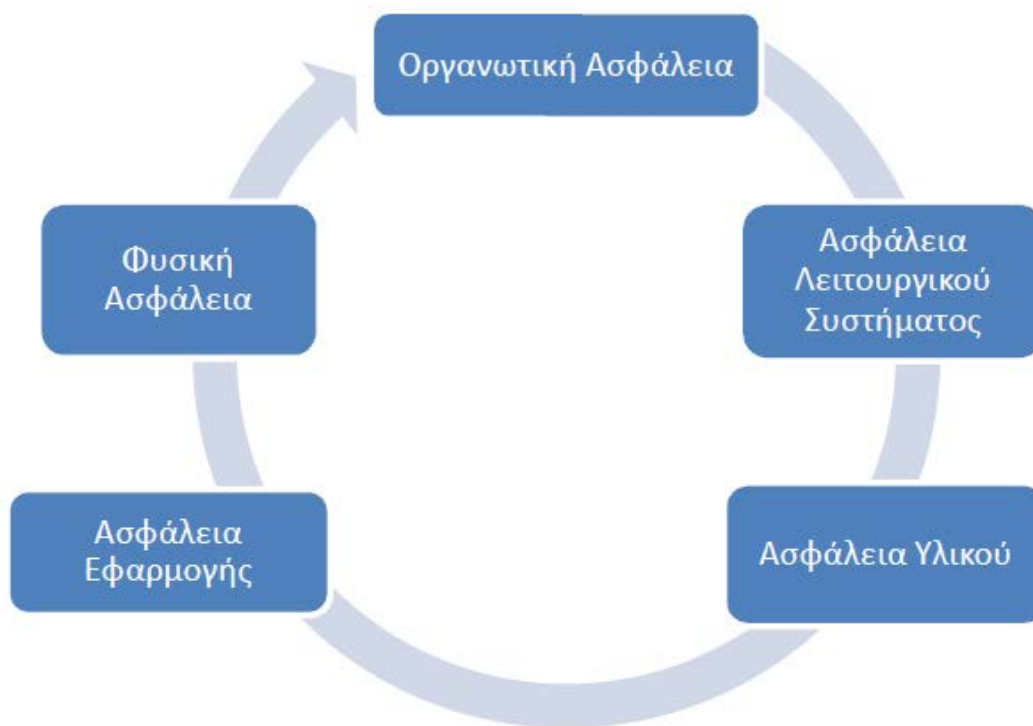 Οργανωτική Ασφάλεια
Ασφάλεια
Λειτουργικού
Συστήματος
Ασφάλεια Υλικού
Ασφάλεια
Εφαρμογής
Φυσική
Ασφάλεια